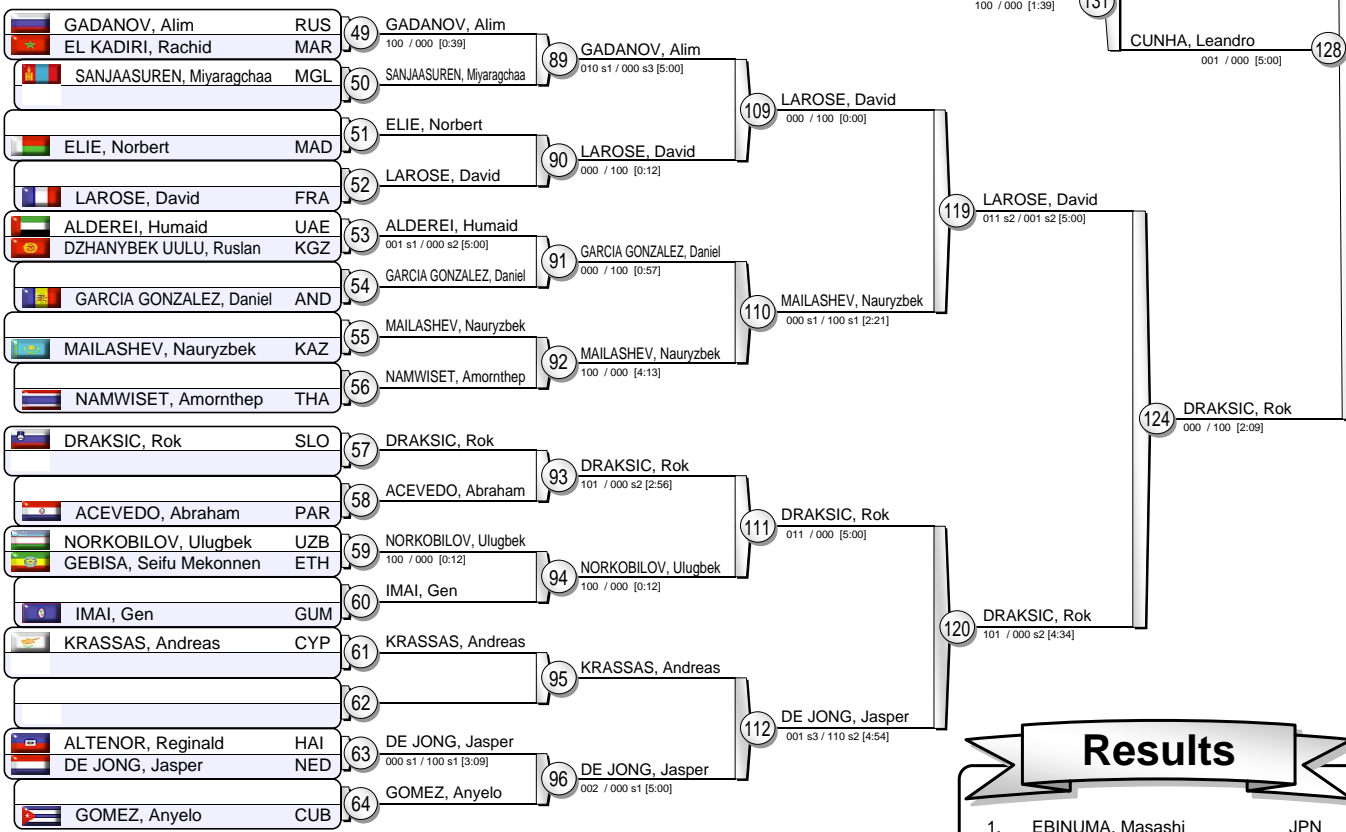 100 / 000 [1:39]
131
CUNHA, Leandro
001 / 000 [5:00]
128
GADANOV, Alim RUS
EL KADIRI, Rachid MAR
49
GADANOV, Alim
100 / 000 [0:39]
SANJAASUREN, Miyaragchaa MGL
50
SANJAASUREN, Miyaragchaa
89
GADANOV, Alim
010 s1 / 000 s3 [5:00]
ELIE, Norbert MAD
51
ELIE, Norbert
LAROSE, David FRA
52
LAROSE, David
90
LAROSE, David
000 / 100 [0:12]
109
LAROSE, David
000 / 100 [0:00]
ALDEREI, Humaid UAE
DZHANYBEK UULU, Ruslan KGZ
53
ALDEREI, Humaid
001 s1 / 000 s2 [5:00]
GARCIA GONZALEZ, Daniel AND
54
GARCIA GONZALEZ, Daniel
91
GARCIA GONZALEZ, Daniel
000 / 100 [0:57]
MAILASHEV, Nauryzbek KAZ
55
MAILASHEV, Nauryzbek
NAMWISET, Amornthep THA
56
NAMWISET, Amornthep
92
MAILASHEV, Nauryzbek
100 / 000 [4:13]
110
MAILASHEV, Nauryzbek
000 s1 / 100 s1 [2:21]
119
LAROSE, David
011 s2 / 001 s2 [5:00]
DRAKSIC, Rok SLO
57
DRAKSIC, Rok
ACEVEDO, Abraham PAR
58
ACEVEDO, Abraham
93
DRAKSIC, Rok
101 / 000 s2 [2:56]
NORKOBILOV, Ulugbek UZB
GEBISA, Seifu Mekonnen ETH
59
NORKOBILOV, Ulugbek
100 / 000 [0:12]
IMAI, Gen GUM
60
IMAI, Gen
94
NORKOBILOV, Ulugbek
100 / 000 [0:12]
111
DRAKSIC, Rok
011 / 000 [5:00]
KRASSAS, Andreas CYP
61
KRASSAS, Andreas
62
95
KRASSAS, Andreas
ALTENOR, Reginald HAI
DE JONG, Jasper NED
63
DE JONG, Jasper
000 s1 / 100 s1 [3:09]
GOMEZ, Anyelo CUB
64
GOMEZ, Anyelo
96
DE JONG, Jasper
002 / 000 s1 [5:00]
112
DE JONG, Jasper
001 s3 / 110 s2 [4:54]
120
DRAKSIC, Rok
101 / 000 s2 [4:34]
124
DRAKSIC, Rok
000 / 100 [2:09]
Results
1. EBINUMA, Masashi JPN